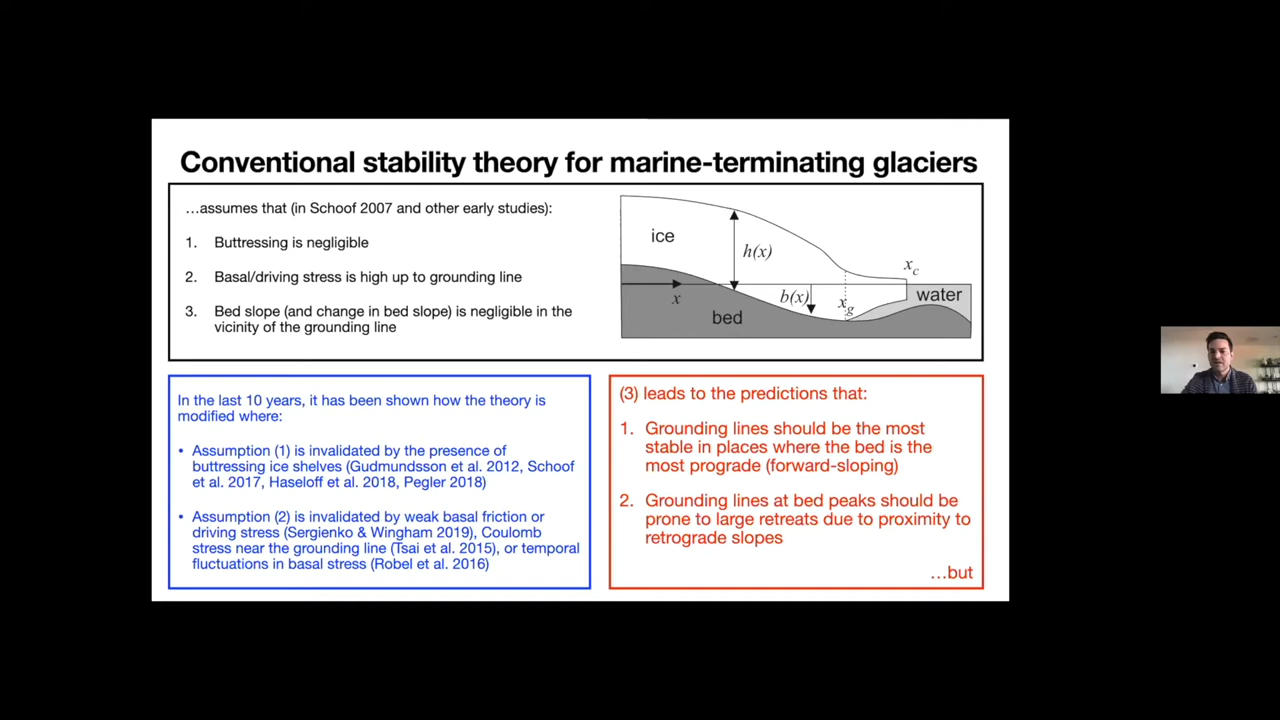 Conventional stability theory for marine-terminating glaciers
…assumes that (in Schoof 2007 and other early studies):
1. Buttressing is negligible
2. Basal/driving stress is high up to grounding line
3. Bed slope (and change in bed slope) is negligible in the
vicinity of the grounding line
ice
h(x)
x
b(x)
xg
xc
water
bed
In the last 10 years, it has been shown how the theory is
modified where:
• Assumption (1) is invalidated by the presence of
buttressing ice shelves (Gudmundsson et al. 2012, Schoof
et al. 2017, Haseloff et al. 2018, Pegler 2018)
• Assumption (2) is invalidated by weak basal friction or
driving stress (Sergienko & Wingham 2019), Coulomb
stress near the grounding line (Tsai et al. 2015), or temporal
fluctuations in basal stress (Robel et al. 2016)
(3) leads to the predictions that:
1. Grounding lines should be the most
stable in places where the bed is the
most prograde (forward-sloping)
2. Grounding lines at bed peaks should be
prone to large retreats due to proximity to
retrograde slopes
…but